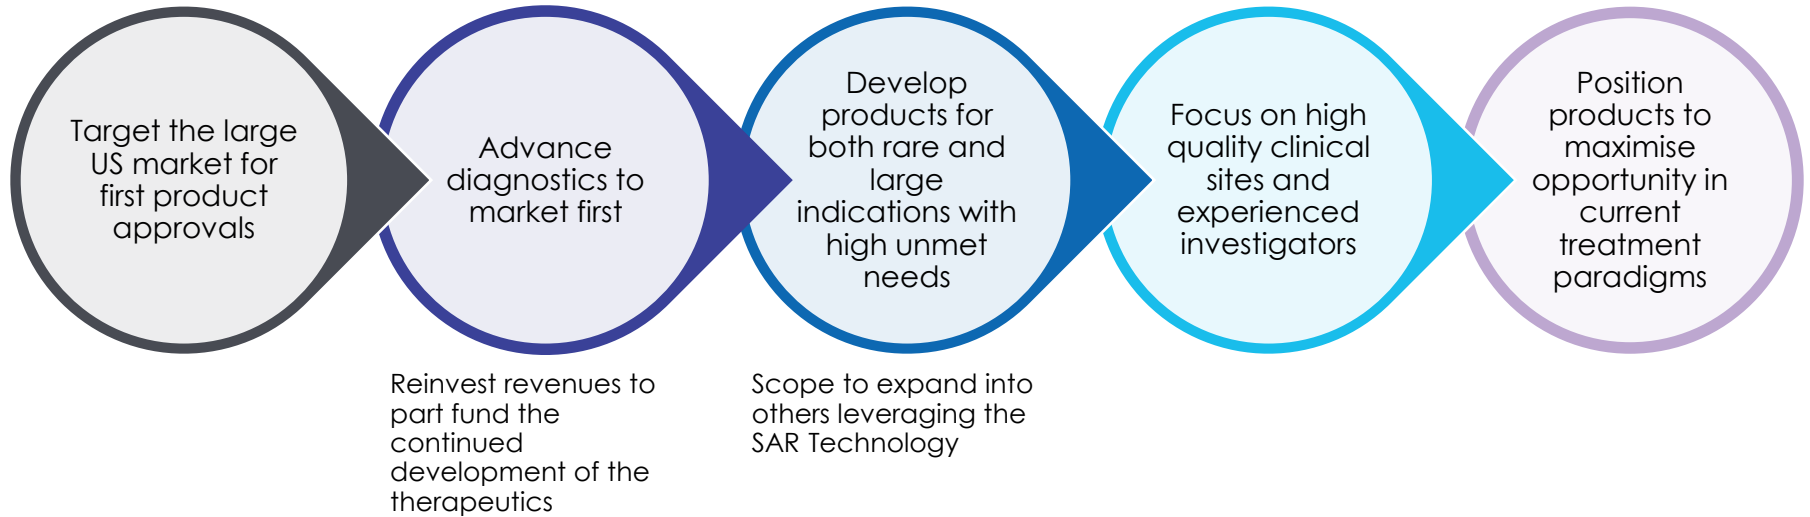 Target the large
US market for
first product
approvals
Advance
diagnostics to
market first
Reinvest revenues to
part fund the
continued
development of the
therapeutics
Develop
products for
both rare and
large
indications with
high unmet
needs
Scope to expand into
others leveraging the
SAR Technology
Focus on high
quality clinical
sites and
experienced
investigators
Position
products to
maximise
opportunity in
current
treatment
paradigms